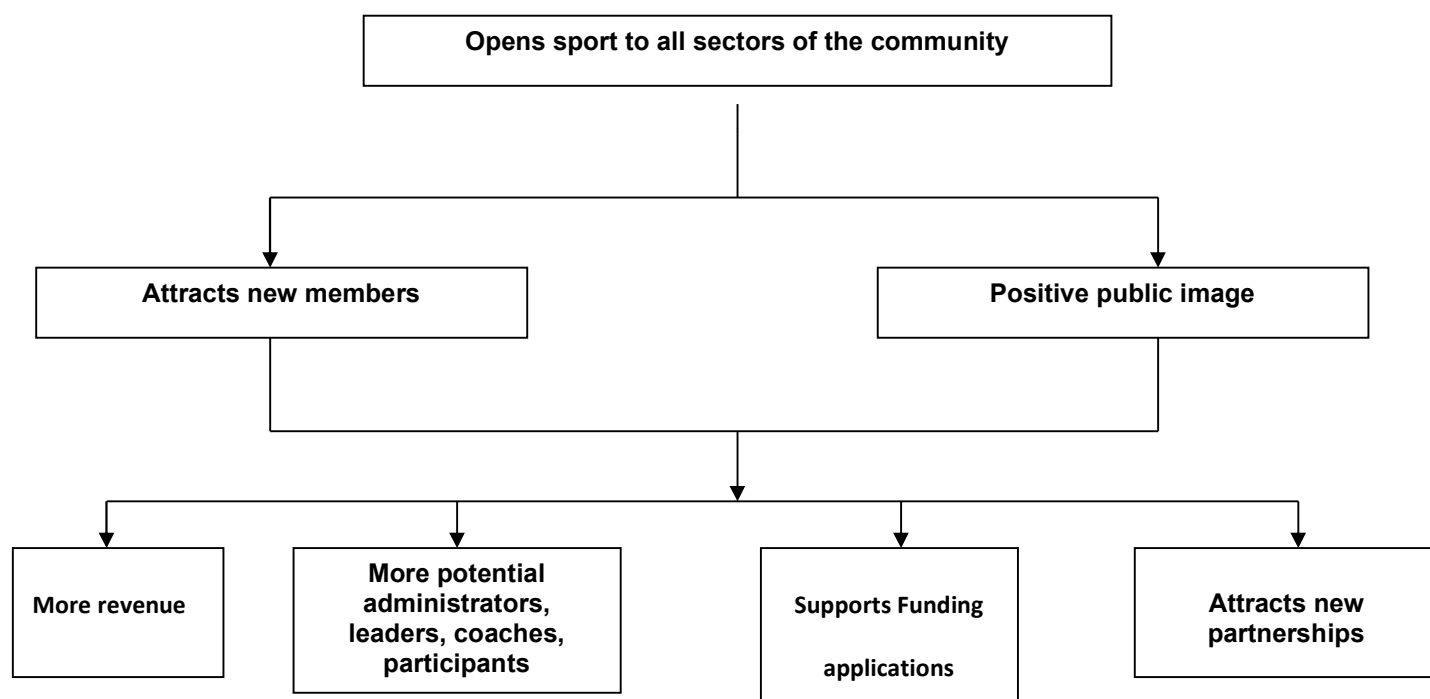 Opens sport to all sectors of the community
Attracts new members
Positive public image
More revenue
More potential
administrators,
leaders, coaches,
participants
Supports Funding
applications
Attracts new
partnerships